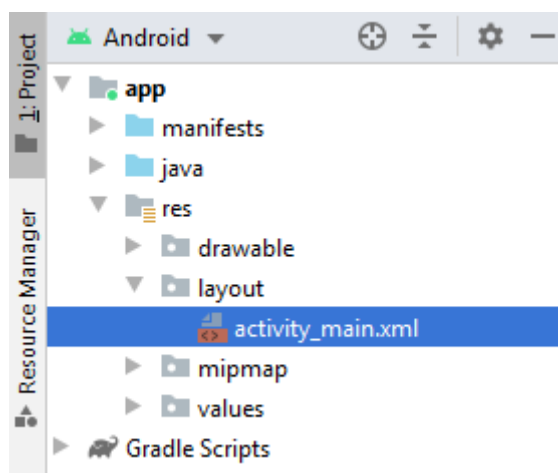 Android
1: Project
app
manifests
java
res
drawable
Resource Manager
layout
activity_main.xml
mipmap
values
Gradle Scripts